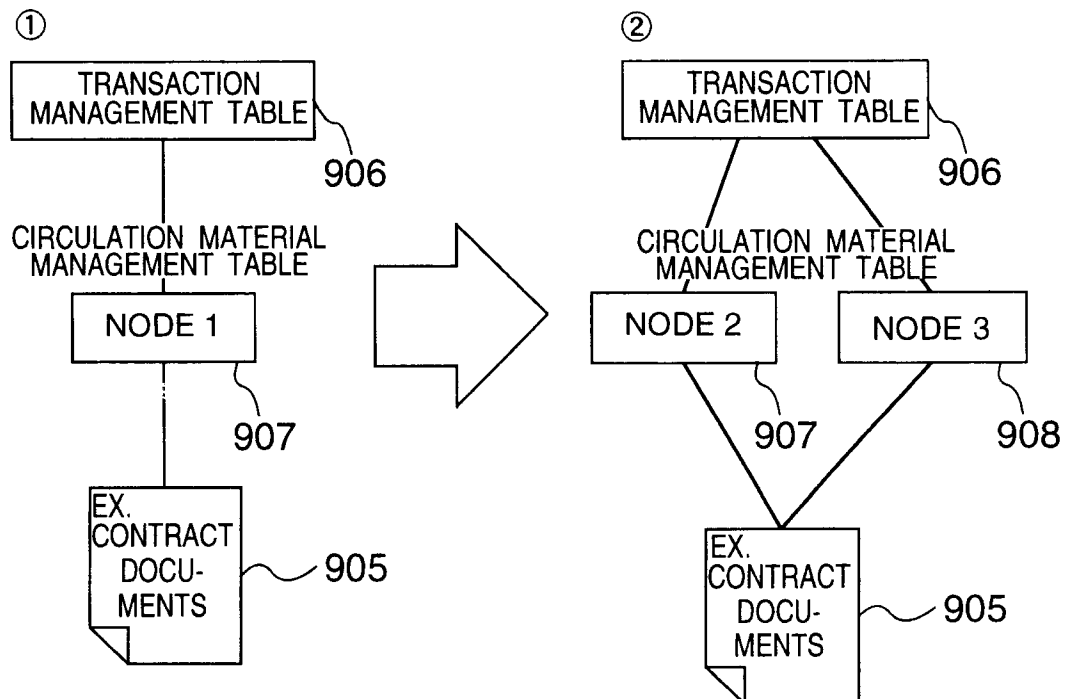 ①
TRANSACTION
MANAGEMENT TABLE
906
CIRCULATION MATERIAL
MANAGEMENT TABLE
NODE 1
907
EX.
CONTRACT
DOCU-
MENTS
905
②
TRANSACTION
MANAGEMENT TABLE
906
CIRCULATION MATERIAL
MANAGEMENT TABLE
NODE 2
907
NODE 3
908
EX.
CONTRACT
DOCU-
MENTS
905